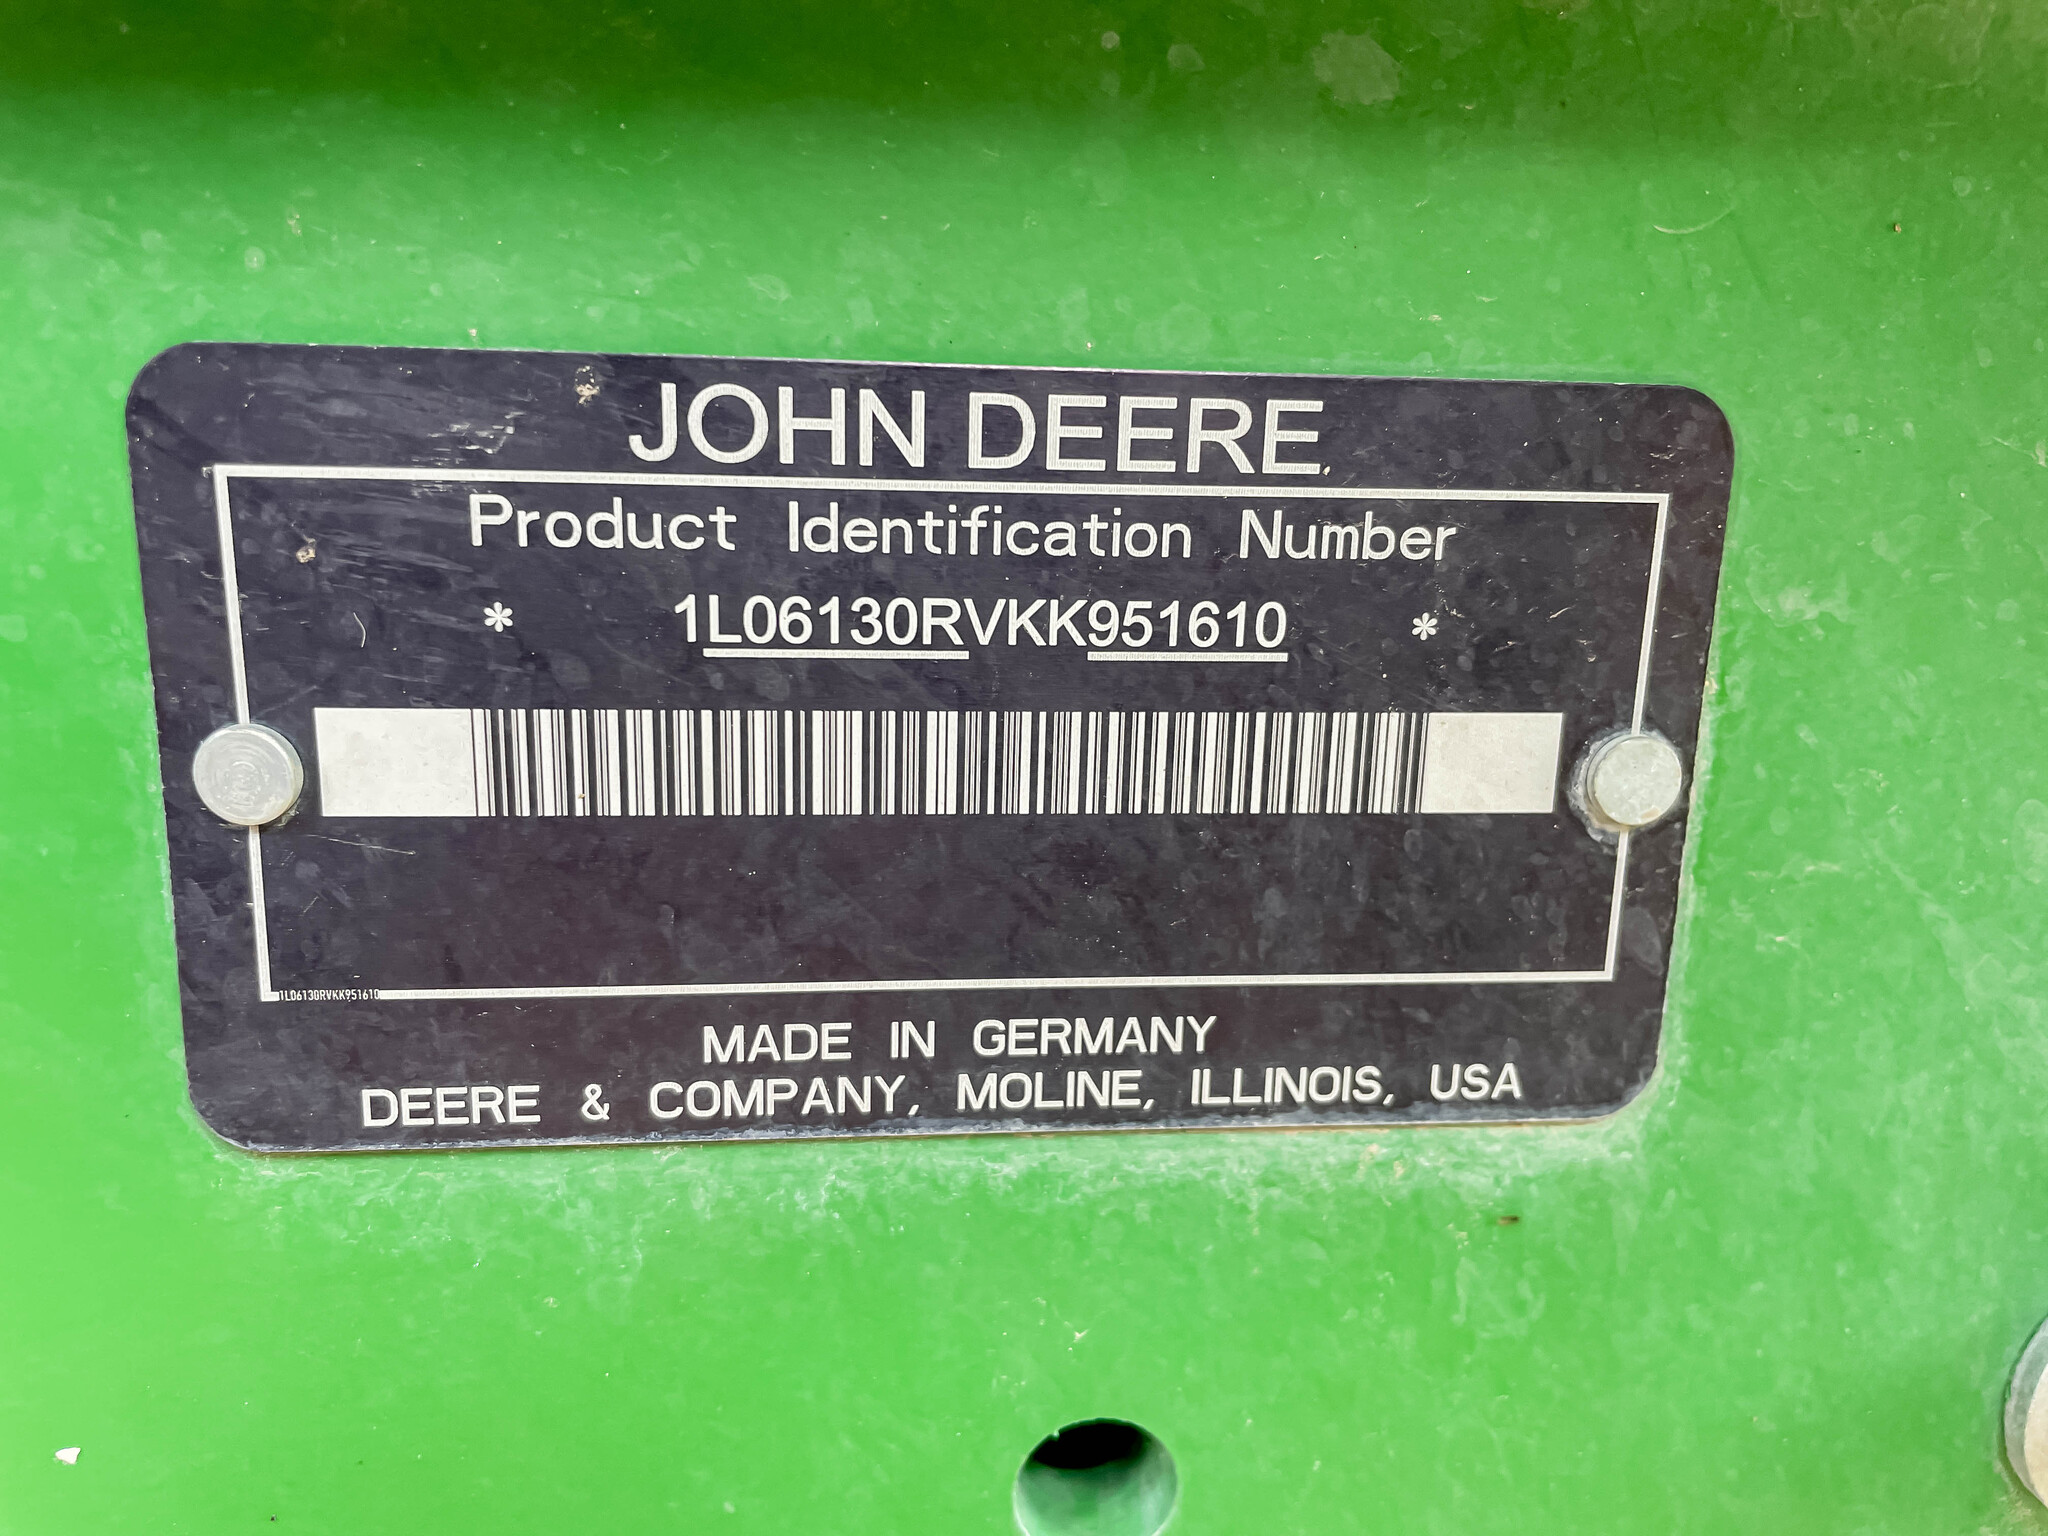 JOHN DEERE
Product Identification Number
* 1L06130RVKK951610 *
1L06130RVKK951610
MADE IN GERMANY
DEERE & COMPANY, MOLINE, ILLINOIS, USA